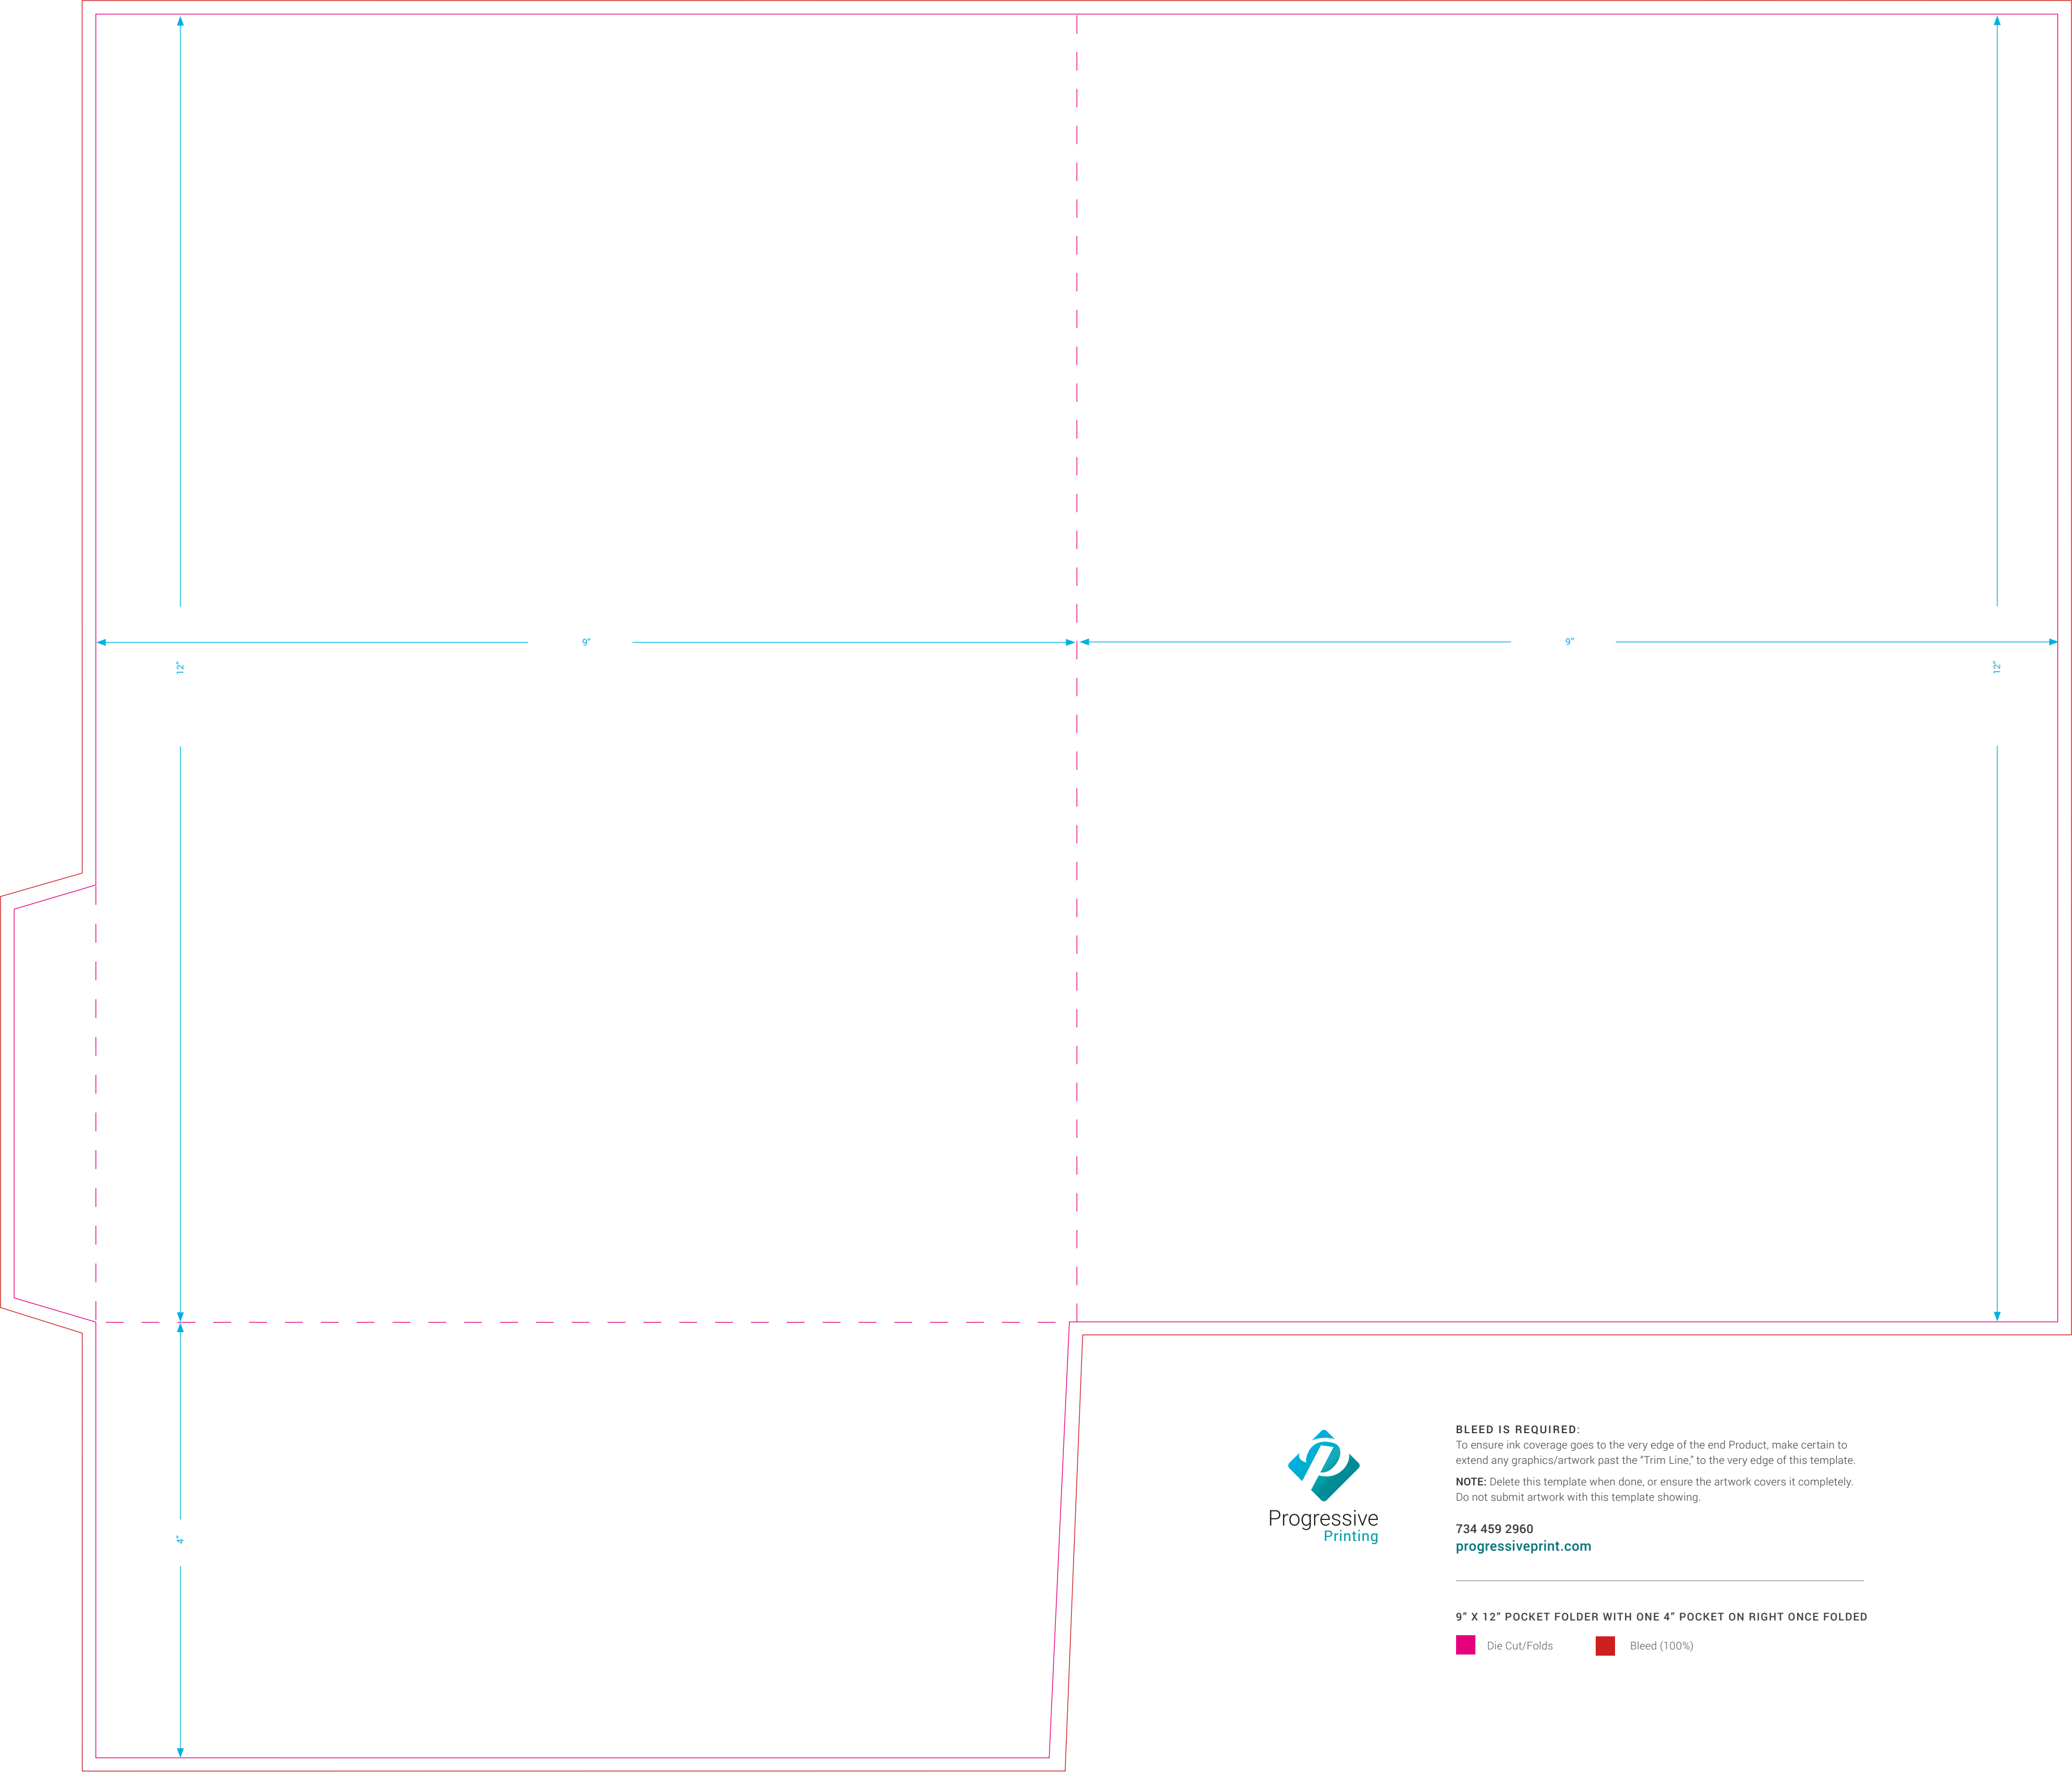 9”
9”
12”
12”
4”
Progressive
Printing
BLEED IS REQUIRED:
To ensure ink coverage goes to the very edge of the end Product, make certain to
extend any graphics/artwork past the “Trim Line,” to the very edge of this template.
NOTE: Delete this template when done, or ensure the artwork covers it completely.
Do not submit artwork with this template showing.
734 459 2960
progressiveprint.com
9” X 12” POCKET FOLDER WITH ONE 4” POCKET ON RIGHT ONCE FOLDED
Die Cut/Folds
Bleed (100%)